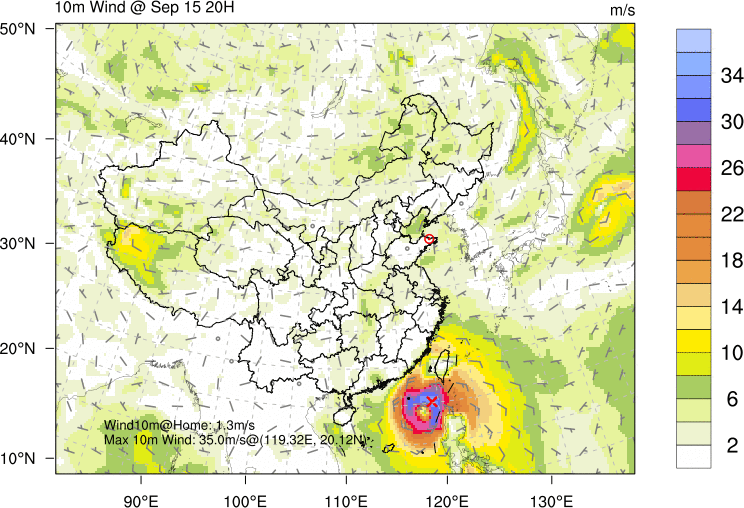 10m Wind @ Sep 15 20H
m/s
50°N
40°N
30°N
20°N
10°N
34
30
26
22
18
14
10
6
2
Wind10m@Home: 1.3m/s
Max 10m Wind: 35.0m/s@(119.32E, 20.12N)
90°E
100°E
110°E
120°E
130°E